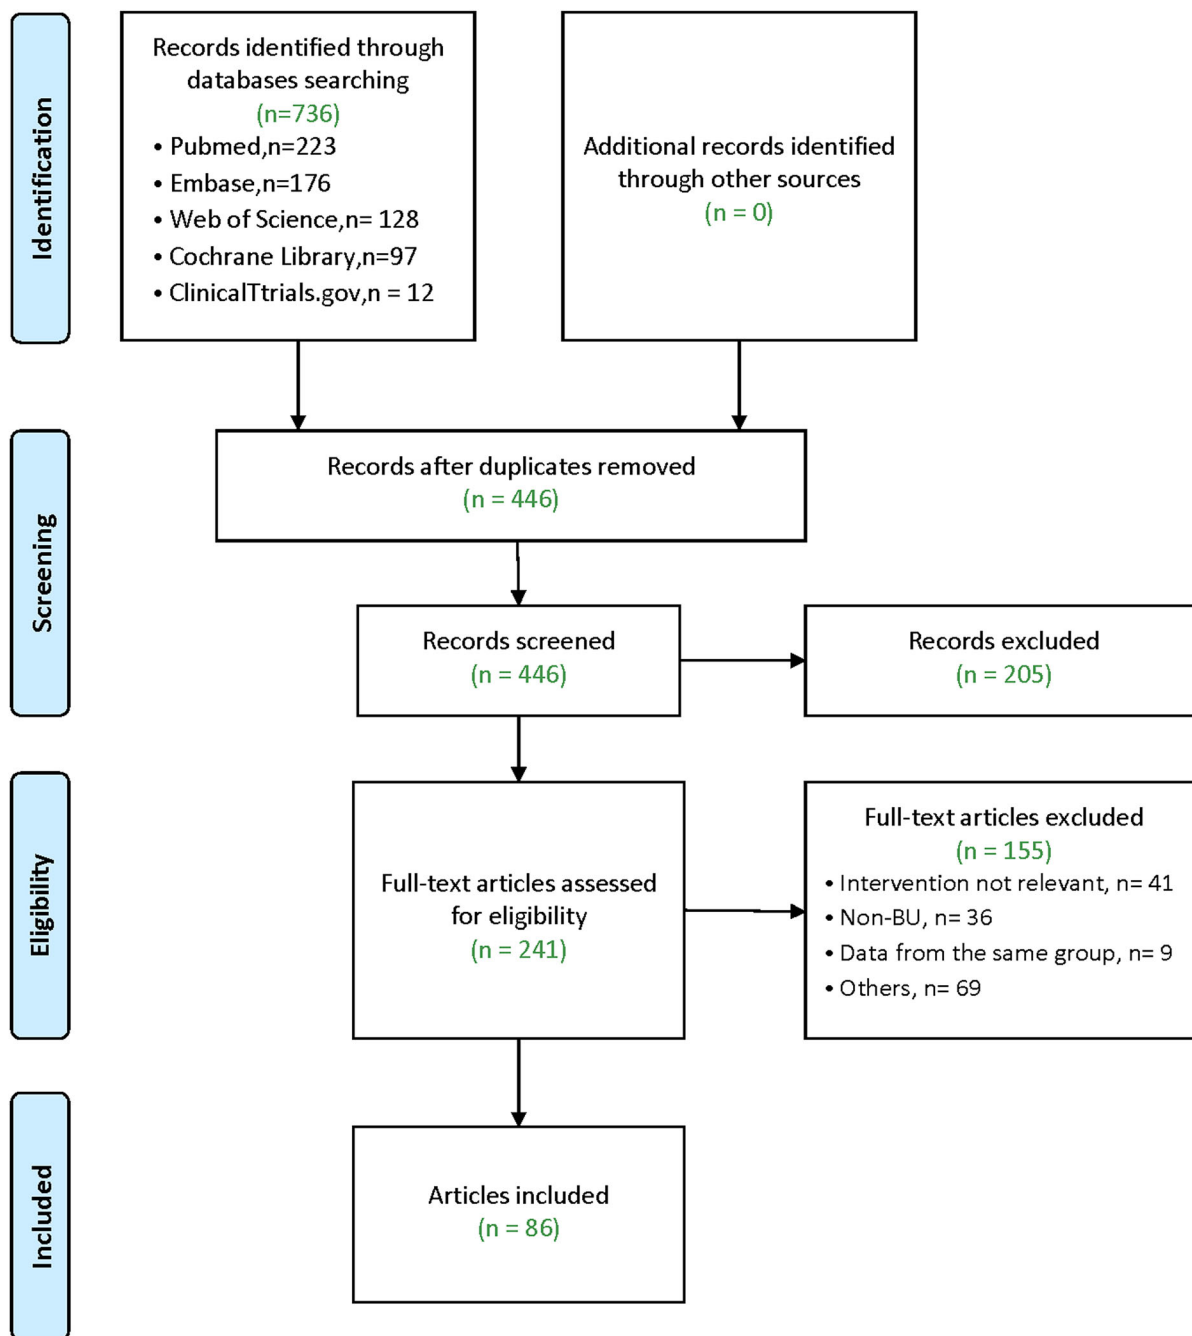 Identification
Records identified through
databases searching
(n=736)
• Pubmed,n=223
• Embase,n=176
• Web of Science,n= 128
• Cochrane Library,n=97
• ClinicalTtrials.gov,n = 12
Additional records identified
through other sources
(n = 0)
Screening
Records after duplicates removed
(n = 446)
Records screened
(n = 446)
Records excluded
(n = 205)
Eligibility
Full-text articles assessed
for eligibility
(n = 241)
Full-text articles excluded
(n = 155)
• Intervention not relevant, n= 41
• Non-BU, n= 36
• Data from the same group, n= 9
• Others, n= 69
Included
Articles included
(n = 86)